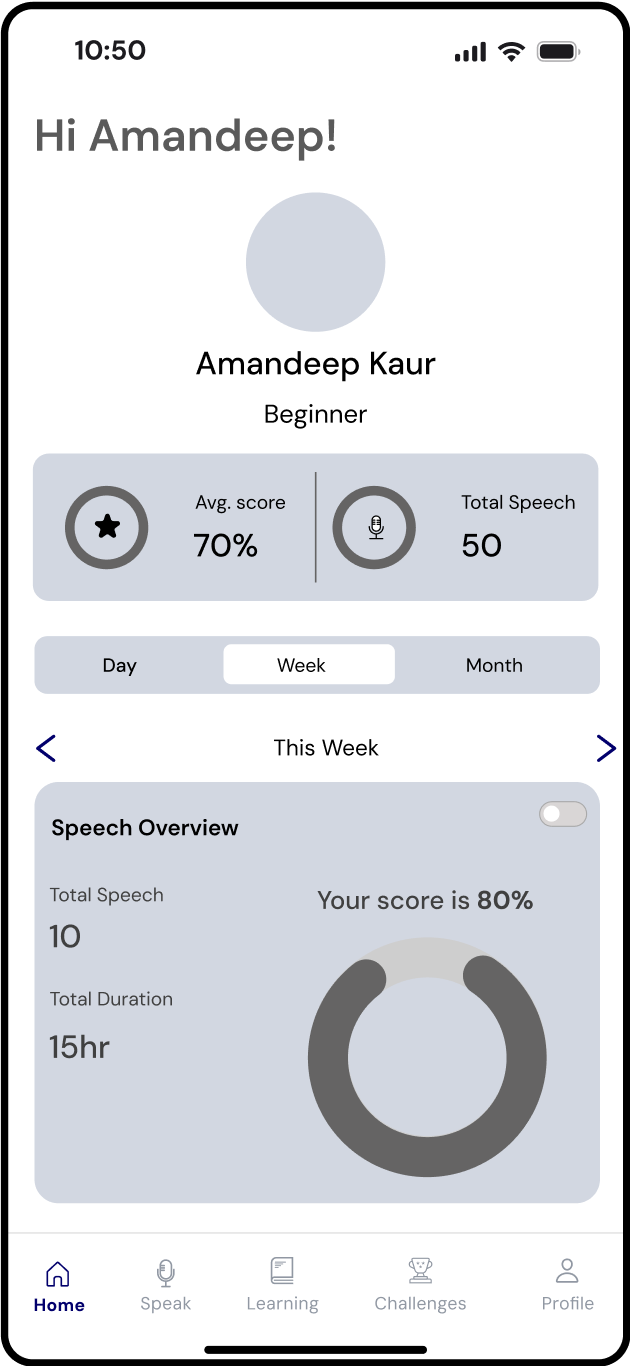 10:50
Hi Amandeep!
Amandeep Kaur
Beginner
Avg. score
70%
Total Speech
50
Day
Week
Month
This Week
Speech Overview
Total Speech
10
Total Duration
15hr
Your score is 80%
Home
Speak
Learning
Challenges
Profile